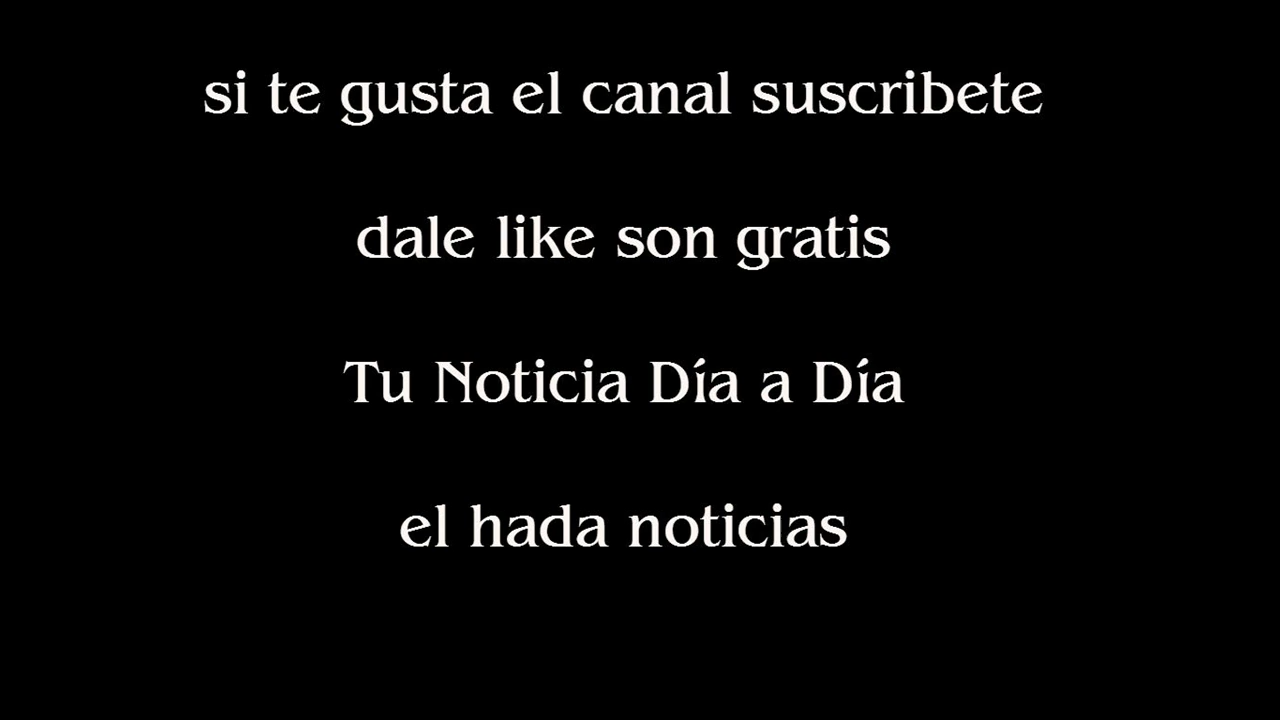 si te gusta el canal suscribete
dale like son gratis
Tu Noticia Día a Día
el hada noticias